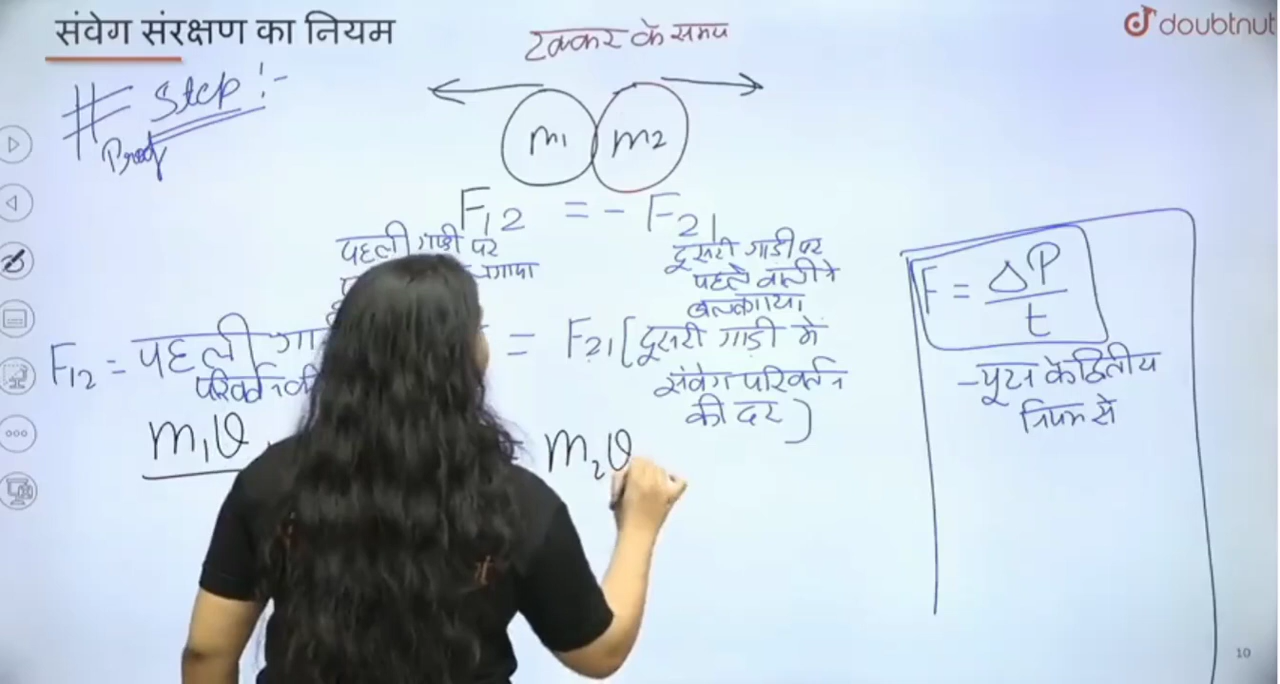 संवेग संरक्षण का नियम
doubtnut
टक्कर के समय
# Step :-
Proof
m1 m2
F12 = - F21
पहली गाड़ी पर
दूसरी गाड़ी पर
पहले वाली ने
बल लगाया
F = ΔP
t
- न्यूटन के द्वितीय
नियम से
F12 = पहली
परिवर्तन
= F21 [दूसरी गाड़ी में
संवेग परिवर्तन
की दर]
m1v
m2v
10